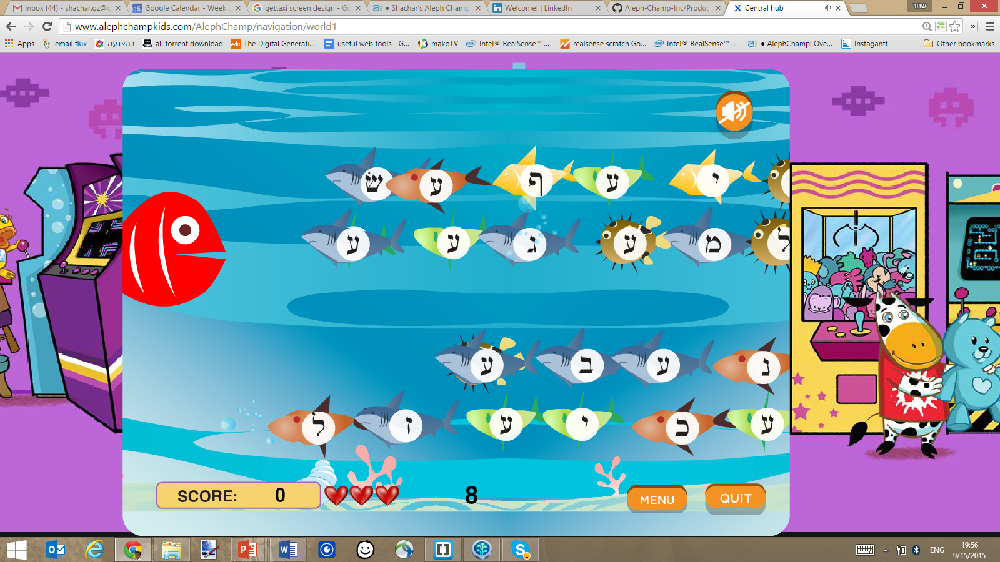 Inbox (44) - shachar.oz@g
Google Calendar - Week o
gettaxi screen design - Go
• Shachar's Aleph Champ
Welcome! | LinkedIn
Aleph-Champ-Inc/Produc
Central hub
שחר
www.alephchampkids.com/AlephChamp/navigation/world1
Apps
email flux
בהצדעה
all torrent download
The Digital Generati...
useful web tools - G...
makoTV
Intel® RealSense™ ...
realsense scratch Go...
Intel® RealSense™ ...
• AlephChamp: Ove...
Instagantt
Other bookmarks
ש ע ף ע י
ע ע ג ע מ ל
ע ב ע נ
ל ז ע י כ ע
SCORE: 0
8
MENU
QUIT
ENG
19:56
9/15/2015